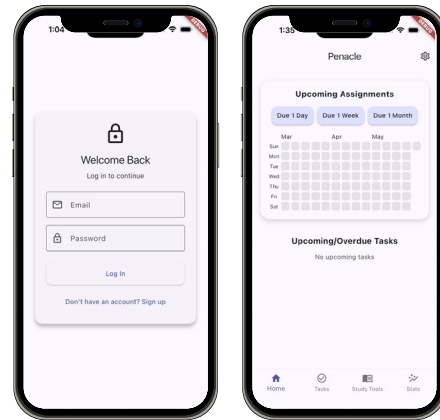 1:04
DEBUG
Welcome Back
Log in to continue
Email
Password
Log In
Don't have an account? Sign up
1:35
DEBUG
Penacle
Upcoming Assignments
Due 1 Day Due 1 Week Due 1 Month
Mar Apr May
Sun
Mon
Tue
Wed
Thu
Fri
Sat
Upcoming/Overdue Tasks
No upcoming tasks
Home Tasks Study Tools Stats